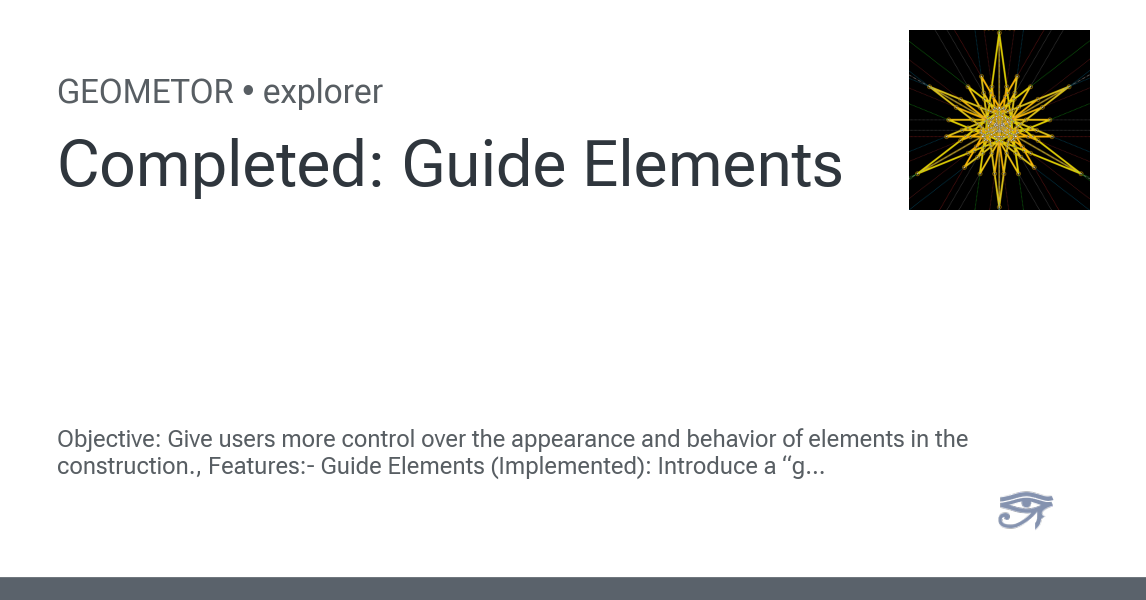 GEOMETOR • explorer
Completed: Guide Elements
Objective: Give users more control over the appearance and behavior of elements in the
construction., Features:- Guide Elements (Implemented): Introduce a “g...